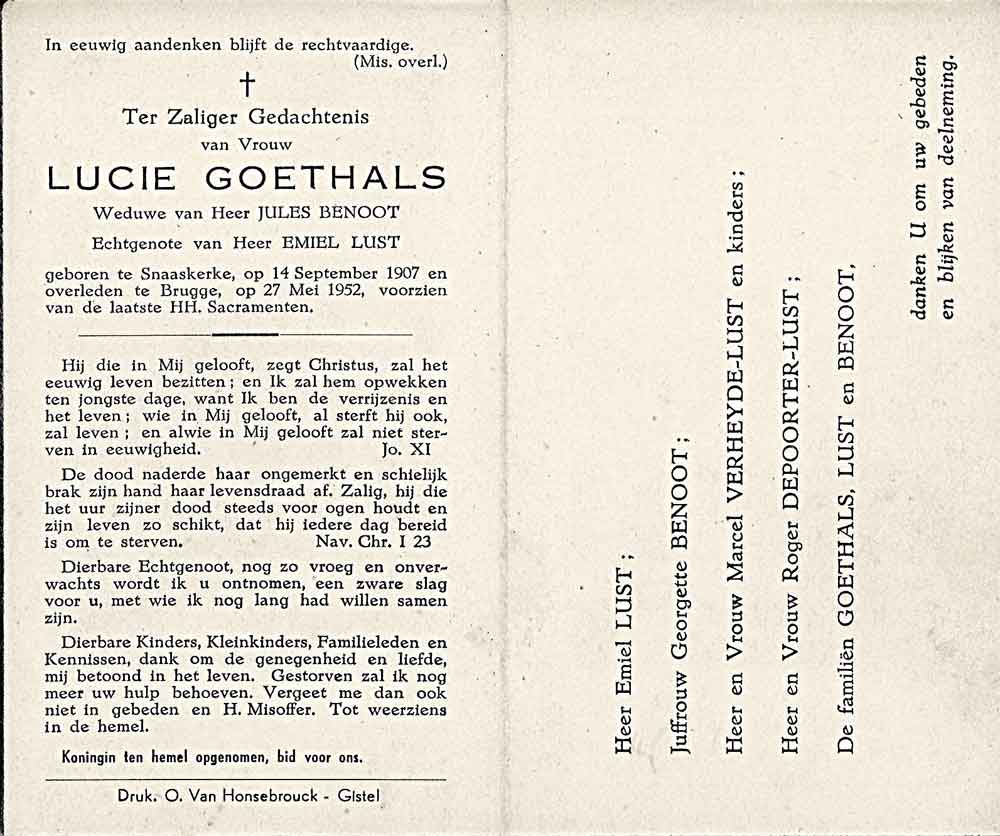 In eeuwig aandenken blijft de rechtvaardige.
(Mis. overl.)
†
Ter Zaliger Gedachtenis
van Vrouw
LUCIE GOETHALS
Weduwe van Heer JULES BENOOT
Echtgenote van Heer EMIEL LUST
geboren te Snaaskerke, op 14 September 1907 en
overleden te Brugge, op 27 Mei 1952, voorzien
van de laatste HH. Sacramenten.
Hij die in Mij gelooft, zegt Christus, zal het
eeuwig leven bezitten; en Ik zal hem opwekken
ten jongste dage, want Ik ben de verrijzenis en
het leven; wie in Mij gelooft, al sterft hij ook,
zal leven; en alwie in Mij gelooft zal niet ster-
ven in eeuwigheid. Jo. XI
De dood naderde haar ongemerkt en schielijk
brak zijn hand haar levensdraad af. Zalig, hij die
het uur zijner dood steeds voor ogen houdt en
zijn leven zo schikt, dat hij iedere dag bereid
is om te sterven. Nav. Chr. I 23
Dierbare Echtgenoot, nog zo vroeg en onver-
wachts wordt ik u ontnomen, een zware slag
voor u, met wie ik nog lang had willen samen
zijn.
Dierbare Kinders, Kleinkinders, Familieleden en
Kennissen, dank om de genegenheid en liefde,
mij betoond in het leven. Gestorven zal ik nog
meer uw hulp behoeven. Vergeet me dan ook
niet in gebeden en H. Misoffer. Tot weerziens
in de hemel.
Koningin ten hemel opgenomen, bid voor ons.
Druk. O. Van Honsebrouck - Gistel
Heer Emiel LUST;
Juffrouw Georgette BENOOT;
Heer en Vrouw Marcel VERHEYDE-LUST en kinders;
Heer en Vrouw Roger DEPOORTER-LUST;
De familiën GOETHALS, LUST en BENOOT,
danken U om uw gebeden
en blijken van deelneming.